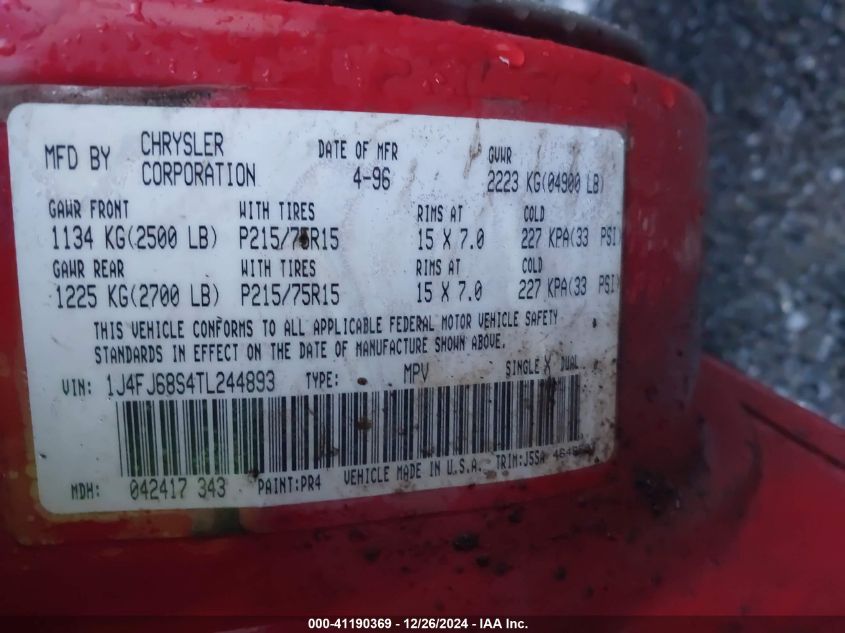 MFD BY CHRYSLER CORPORATION DATE OF MFR 4-96 GVWR 2223 KG(04900 LB)
GAWR FRONT WITH TIRES RIMS AT COLD
1134 KG(2500 LB) P215/75R15 15 X 7.0 227 KPA(33 PSI)
GAWR REAR WITH TIRES RIMS AT COLD
1225 KG(2700 LB) P215/75R15 15 X 7.0 227 KPA(33 PSI)
THIS VEHICLE CONFORMS TO ALL APPLICABLE FEDERAL MOTOR VEHICLE SAFETY
STANDARDS IN EFFECT ON THE DATE OF MANUFACTURE SHOWN ABOVE.
VIN: 1J4FJ68S4TL244893 TYPE: MPV SINGLE X DUAL
MDH: 042417 343 PAINT:PR4 VEHICLE MADE IN U.S.A. TRIM:J5SA
000-41190369 - 12/26/2024 - IAA Inc.